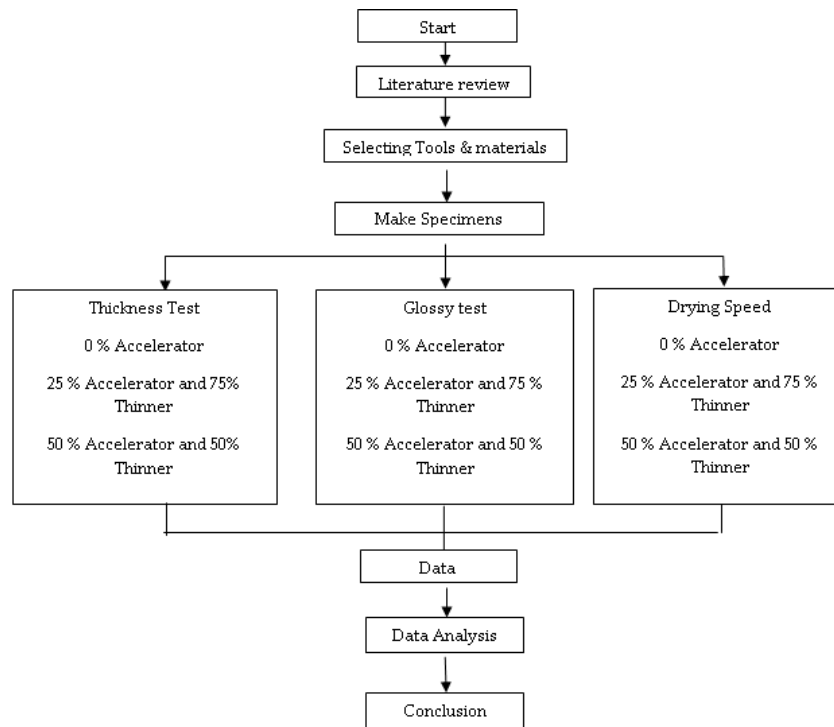 Start
Literature review
Selecting Tools & materials
Make Specimens
Thickness Test
0 % Accelerator
25 % Accelerator and 75%
Thinner
50 % Accelerator and 50%
Thinner
Glossy test
0 % Accelerator
25 % Accelerator and 75 %
Thinner
50 % Accelerator and 50 %
Thinner
Drying Speed
0 % Accelerator
25 % Accelerator and 75 %
Thinner
50 % Accelerator and 50 %
Thinner
Data
Data Analysis
Conclusion